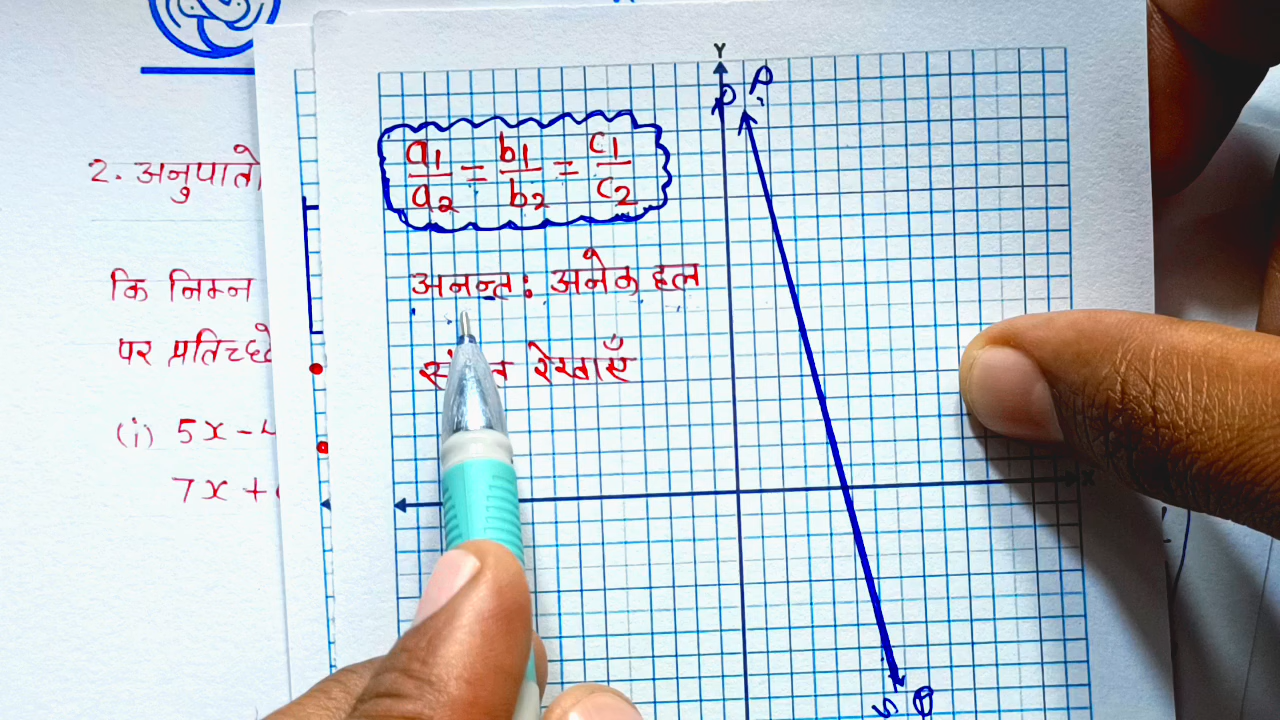 2. अनुपातो
कि निम्न
पर प्रतिच्छे
(i) 5x -
7x +
a1/a2 = b1/b2 = c1/c2
अनन्त: अनेक हल
रेखाएँ
Y
P
X